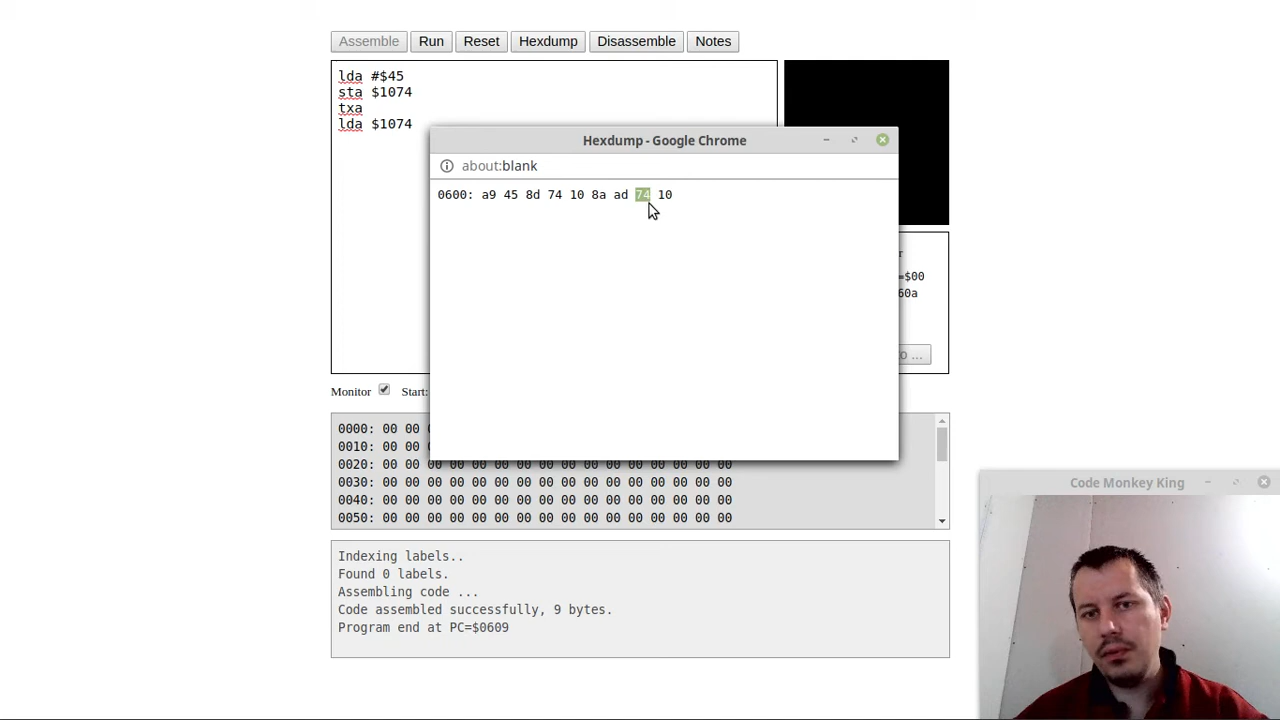 Assemble Run Reset Hexdump Disassemble Notes
lda #$45
sta $1074
txa
lda $1074
Hexdump - Google Chrome
about:blank
0600: a9 45 8d 74 10 8a ad 74 10
r
=$00
60a
o ...
Monitor Start:
0000: 00 00 0
0010: 00 00 0
0020: 00 00 00 00 00 00 00 00 00 00 00 00 00 00 00 00
0030: 00 00 00 00 00 00 00 00 00 00 00 00 00 00 00 00
0040: 00 00 00 00 00 00 00 00 00 00 00 00 00 00 00 00
0050: 00 00 00 00 00 00 00 00 00 00 00 00 00 00 00 00
Indexing labels..
Found 0 labels.
Assembling code ...
Code assembled successfully, 9 bytes.
Program end at PC=$0609
Code Monkey King